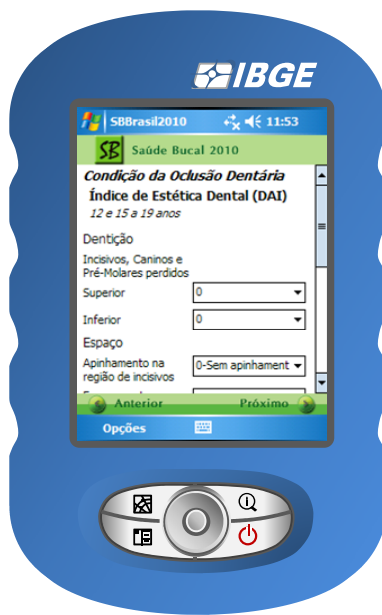 IBGE
SBBrasil2010
11:53
SB
Saúde Bucal 2010
Condição da Oclusão Dentária
Índice de Estética Dental (DAI)
12 e 15 a 19 anos
Dentição
Incisivos, Caninos e
Pré-Molares perdidos
Superior 0
Inferior 0
Espaço
Apinhamento na
região de incisivos
0-Sem apinhament
Anterior Próximo
Opções